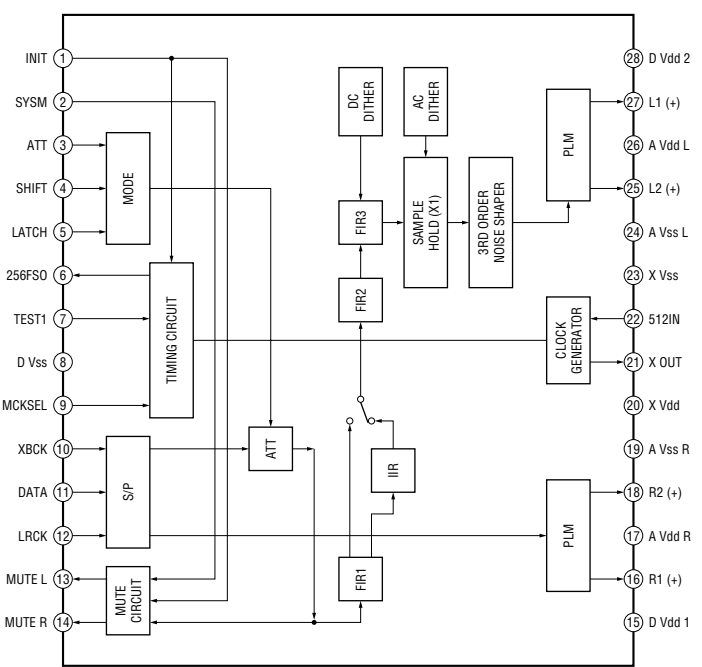 INIT 1
SYSM 2
ATT 3
SHIFT 4
LATCH 5
256FSO 6
TEST1 7
D Vss 8
MCKSEL 9
XBCK 10
DATA 11
LRCK 12
MUTE L 13
MUTE R 14
MODE
TIMING CIRCUIT
S/P
MUTE
CIRCUIT
ATT
DC
DITHER
AC
DITHER
FIR3
FIR2
SAMPLE
HOLD (X1)
3RD ORDER
NOISE SHAPER
PLM
CLOCK
GENERATOR
IIR
FIR1
PLM
28 D Vdd 2
27 L1 (+)
26 A Vdd L
25 L2 (+)
24 A Vss L
23 X Vss
22 512IN
21 X OUT
20 X Vdd
19 A Vss R
18 R2 (+)
17 A Vdd R
16 R1 (+)
15 D Vdd 1